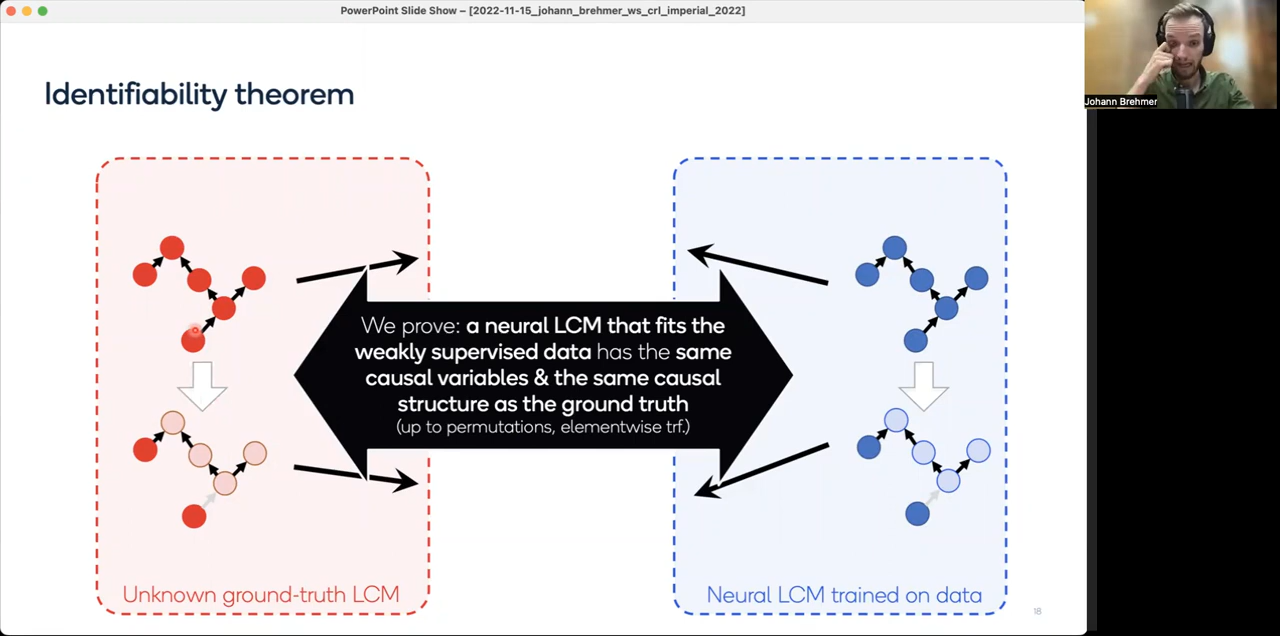 PowerPoint Slide Show – [2022-11-15_johann_brehmer_ws_crl_imperial_2022]
Johann Brehmer
Identifiability theorem
We prove: a neural LCM that fits the
weakly supervised data has the same
causal variables & the same causal
structure as the ground truth
(up to permutations, elementwise trf.)
Unknown ground-truth LCM
Neural LCM trained on data
18